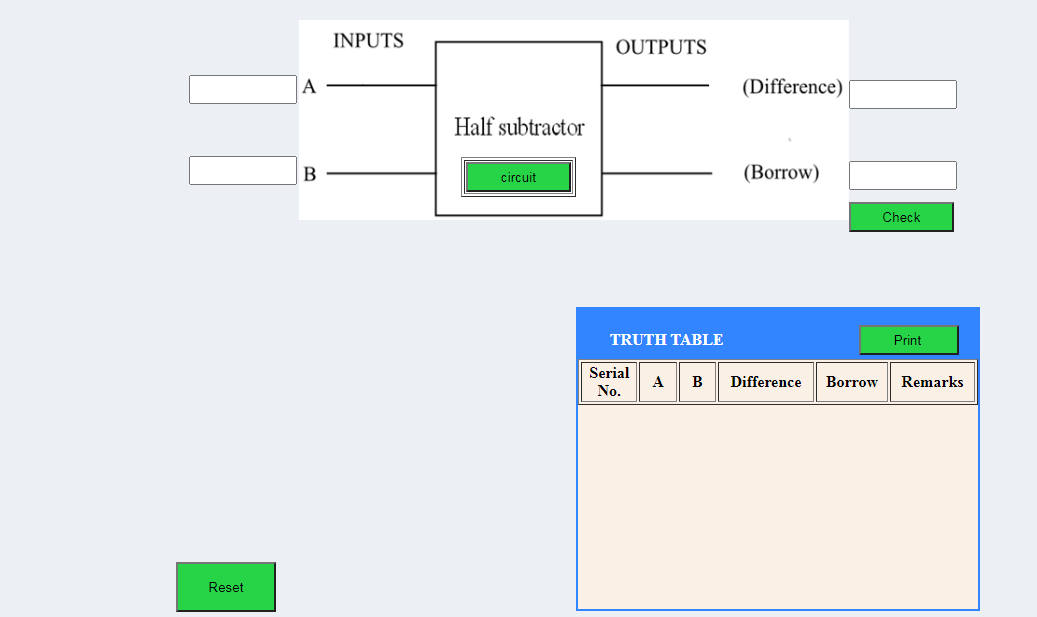 INPUTS
OUTPUTS
A
(Difference)
Half subtractor
circuit
B
(Borrow)
Check
TRUTH TABLE
Print
Serial
No.
A
B
Difference
Borrow
Remarks
Reset